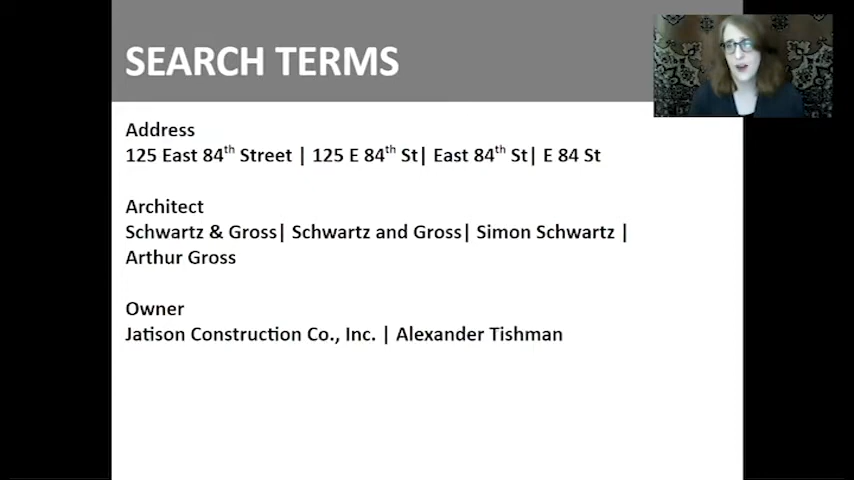 SEARCH TERMS
Address
125 East 84th Street | 125 E 84th St| East 84th St| E 84 St
Architect
Schwartz & Gross| Schwartz and Gross| Simon Schwartz |
Arthur Gross
Owner
Jatison Construction Co., Inc. | Alexander Tishman